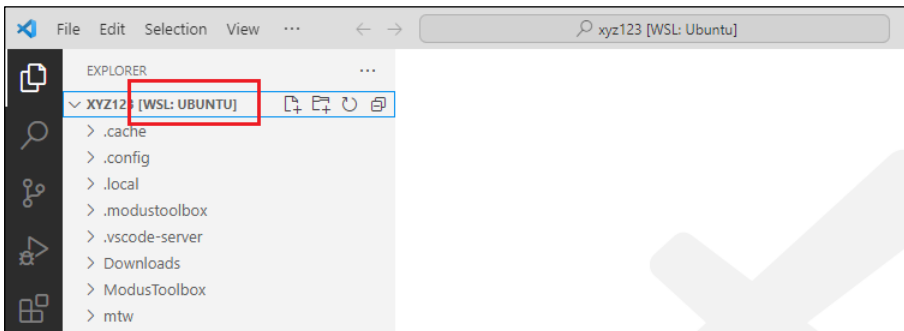 File Edit Selection View ... xyz123 [WSL: Ubuntu]
EXPLORER ...
XYZ123 [WSL: UBUNTU]
.cache
.config
.local
.modustoolbox
.vscode-server
Downloads
ModusToolbox
mtw